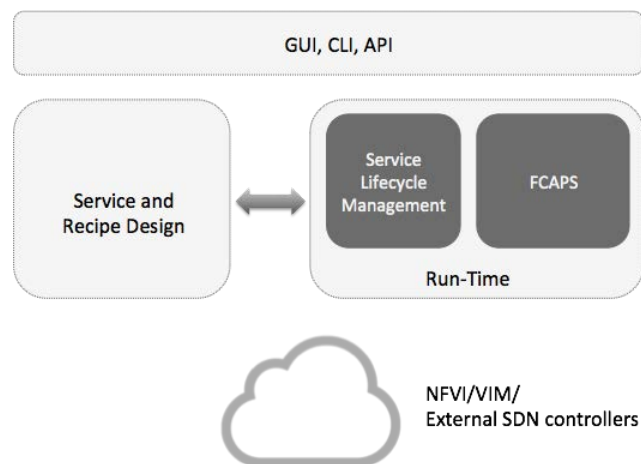 GUI, CLI, API
Service and
Recipe Design
Service
Lifecycle
Management
FCAPS
Run-Time
NFVI/VIM/
External SDN controllers